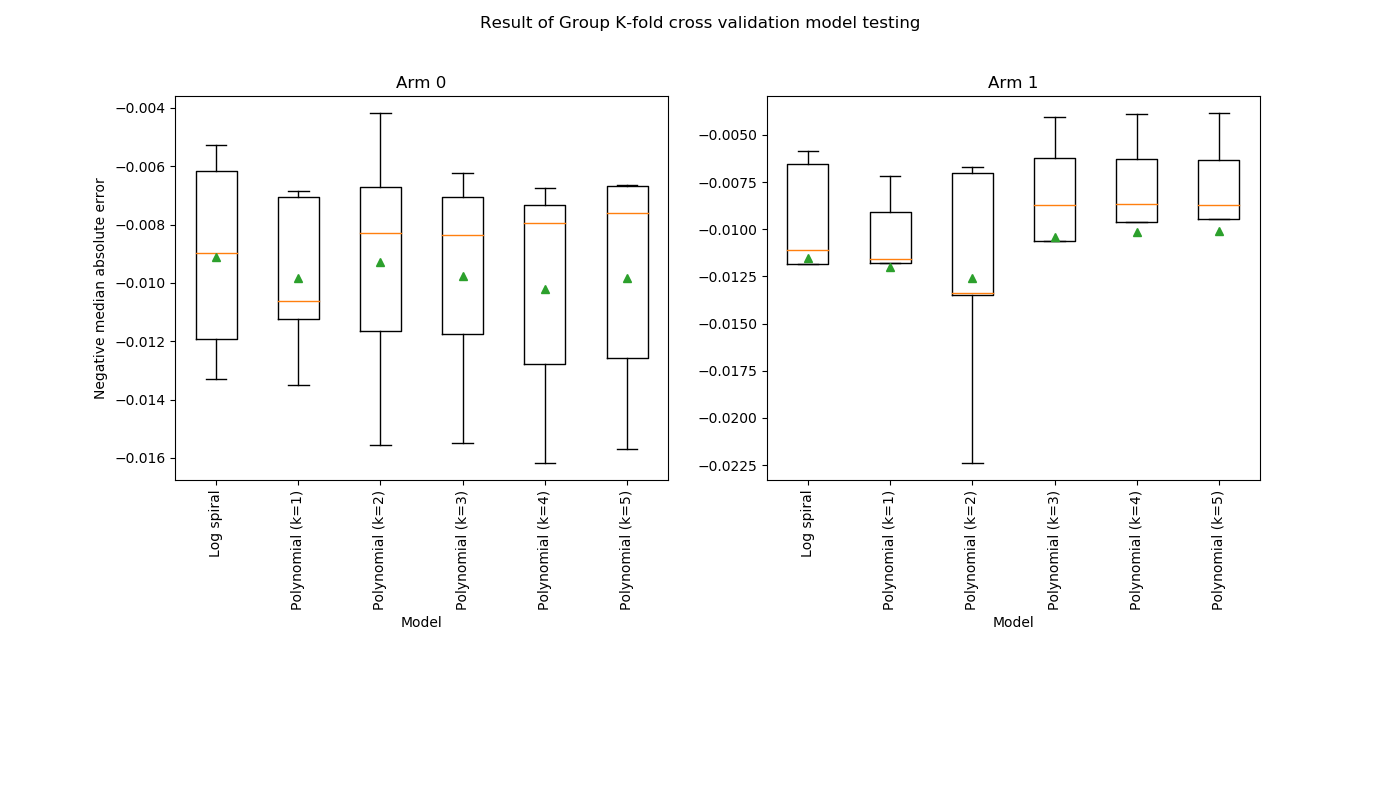 Result of Group K-fold cross validation model testing
Arm 0
Negative median absolute error
−0.004
−0.006
−0.008
−0.010
−0.012
−0.014
−0.016
Log spiral
Polynomial (k=1)
Polynomial (k=2)
Polynomial (k=3)
Polynomial (k=4)
Polynomial (k=5)
Model
Arm 1
−0.0050
−0.0075
−0.0100
−0.0125
−0.0150
−0.0175
−0.0200
−0.0225
Log spiral
Polynomial (k=1)
Polynomial (k=2)
Polynomial (k=3)
Polynomial (k=4)
Polynomial (k=5)
Model